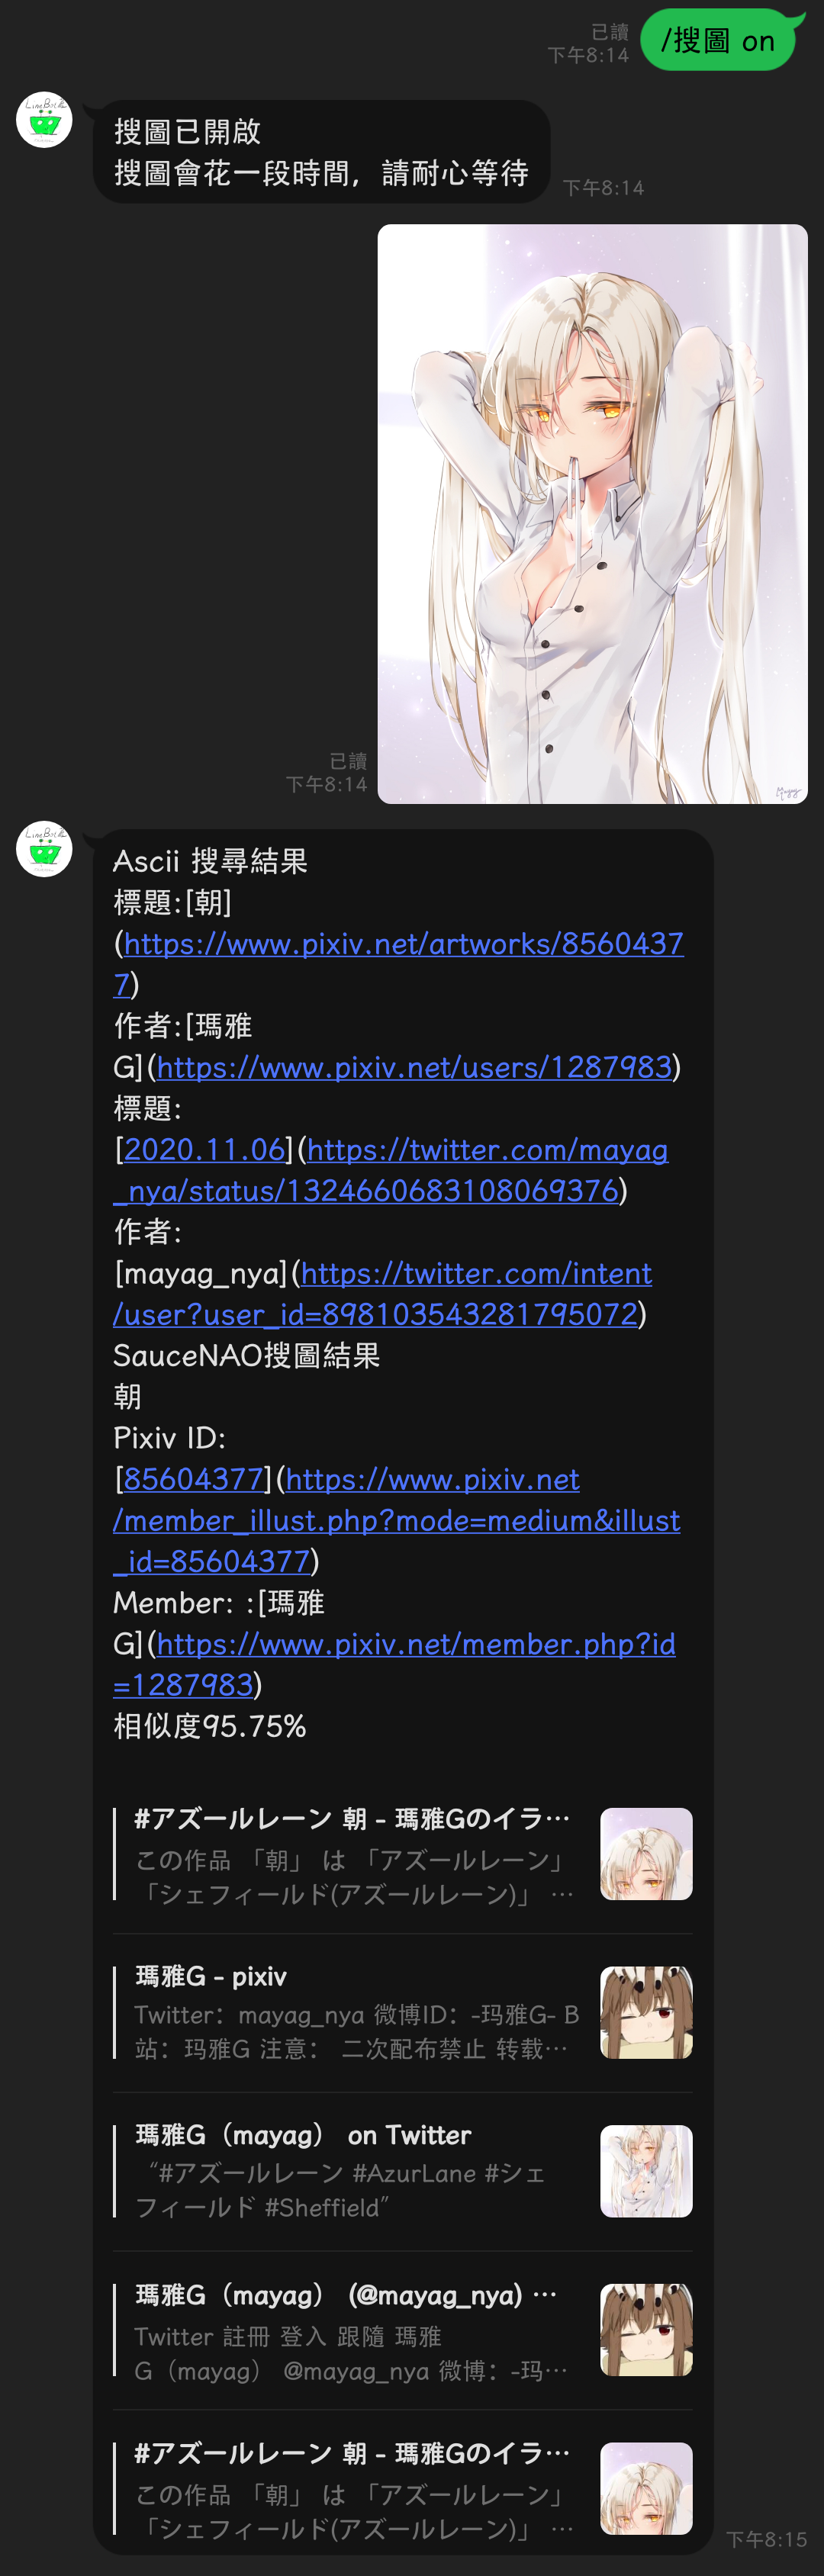 已讀
下午8:14
/搜圖 on
搜圖已開啟
搜圖會花一段時間，請耐心等待
下午8:14
已讀
下午8:14
Ascii 搜尋結果
標題:[朝]
(https://www.pixiv.net/artworks/8560437
7)
作者:[瑪雅
G](https://www.pixiv.net/users/1287983)
標題:
[2020.11.06](https://twitter.com/mayag
_nya/status/1324660683108069376)
作者:
[mayag_nya](https://twitter.com/intent
/user?user_id=898103543281795072)
SauceNAO搜圖結果
朝
Pixiv ID:
[85604377](https://www.pixiv.net
/member_illust.php?mode=medium&illust
_id=85604377)
Member: :[瑪雅
G](https://www.pixiv.net/member.php?id
=1287983)
相似度95.75%
#アズールレーン 朝 - 瑪雅Gのイラ…
この作品 「朝」 は 「アズールレーン」
「シェフィールド(アズールレーン)」 …
瑪雅G - pixiv
Twitter：mayag_nya 微博ID：-玛雅G- B
站：玛雅G 注意： 二次配布禁止 转载…
瑪雅G（mayag） on Twitter
“#アズールレーン #AzurLane #シェ
フィールド #Sheffield”
瑪雅G（mayag） (@mayag_nya) …
Twitter 註冊 登入 跟隨 瑪雅
G（mayag） @mayag_nya 微博：-玛…
#アズールレーン 朝 - 瑪雅Gのイラ…
この作品 「朝」 は 「アズールレーン」
「シェフィールド(アズールレーン)」 …
下午8:15